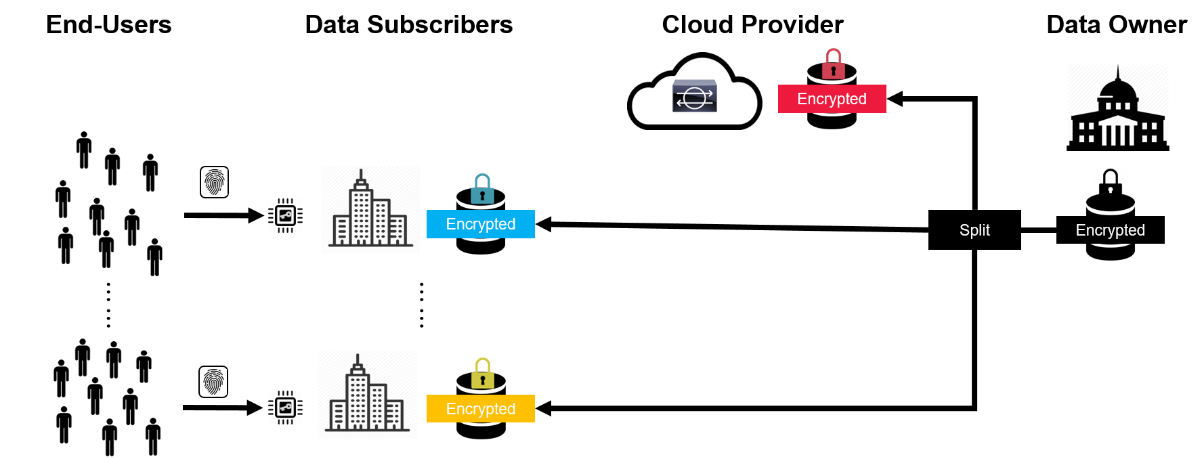 End-Users
Data Subscribers
Cloud Provider
Data Owner
Encrypted
Encrypted
Split
Encrypted
Encrypted